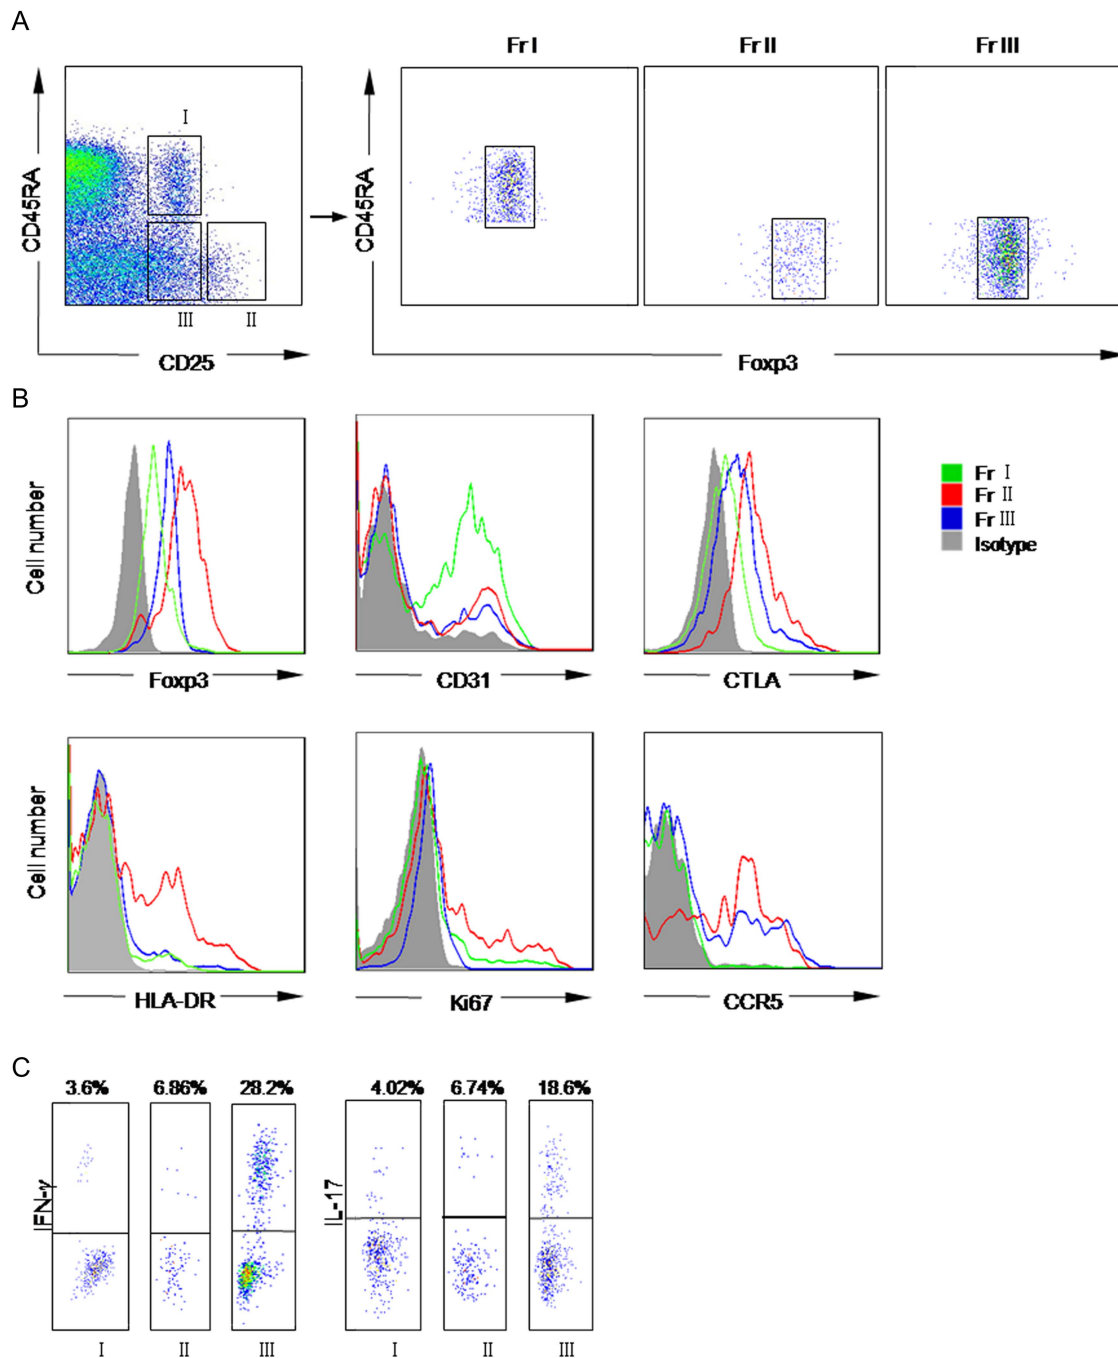 A
Fr I Fr II Fr III
I
CD45RA
CD45RA
III II
CD25
Foxp3
B
Cell number
Fr I
Fr II
Fr III
Isotype
Foxp3 CD31 CTLA
Cell number
HLA-DR Ki67 CCR5
C
3.6% 6.86% 28.2% 4.02% 6.74% 18.6%
IFN-γ
IL-17
I II III I II III